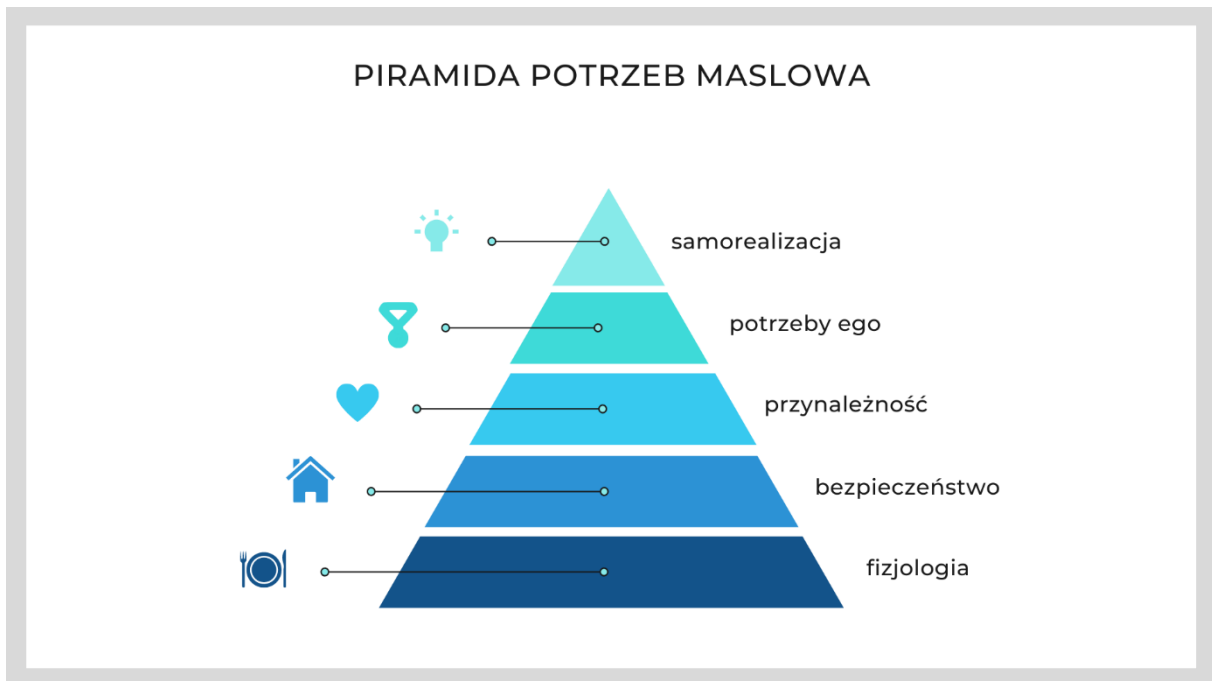 PIRAMIDA POTRZEB MASLOWA
samorealizacja
potrzeby ego
przynależność
bezpieczeństwo
fizjologia